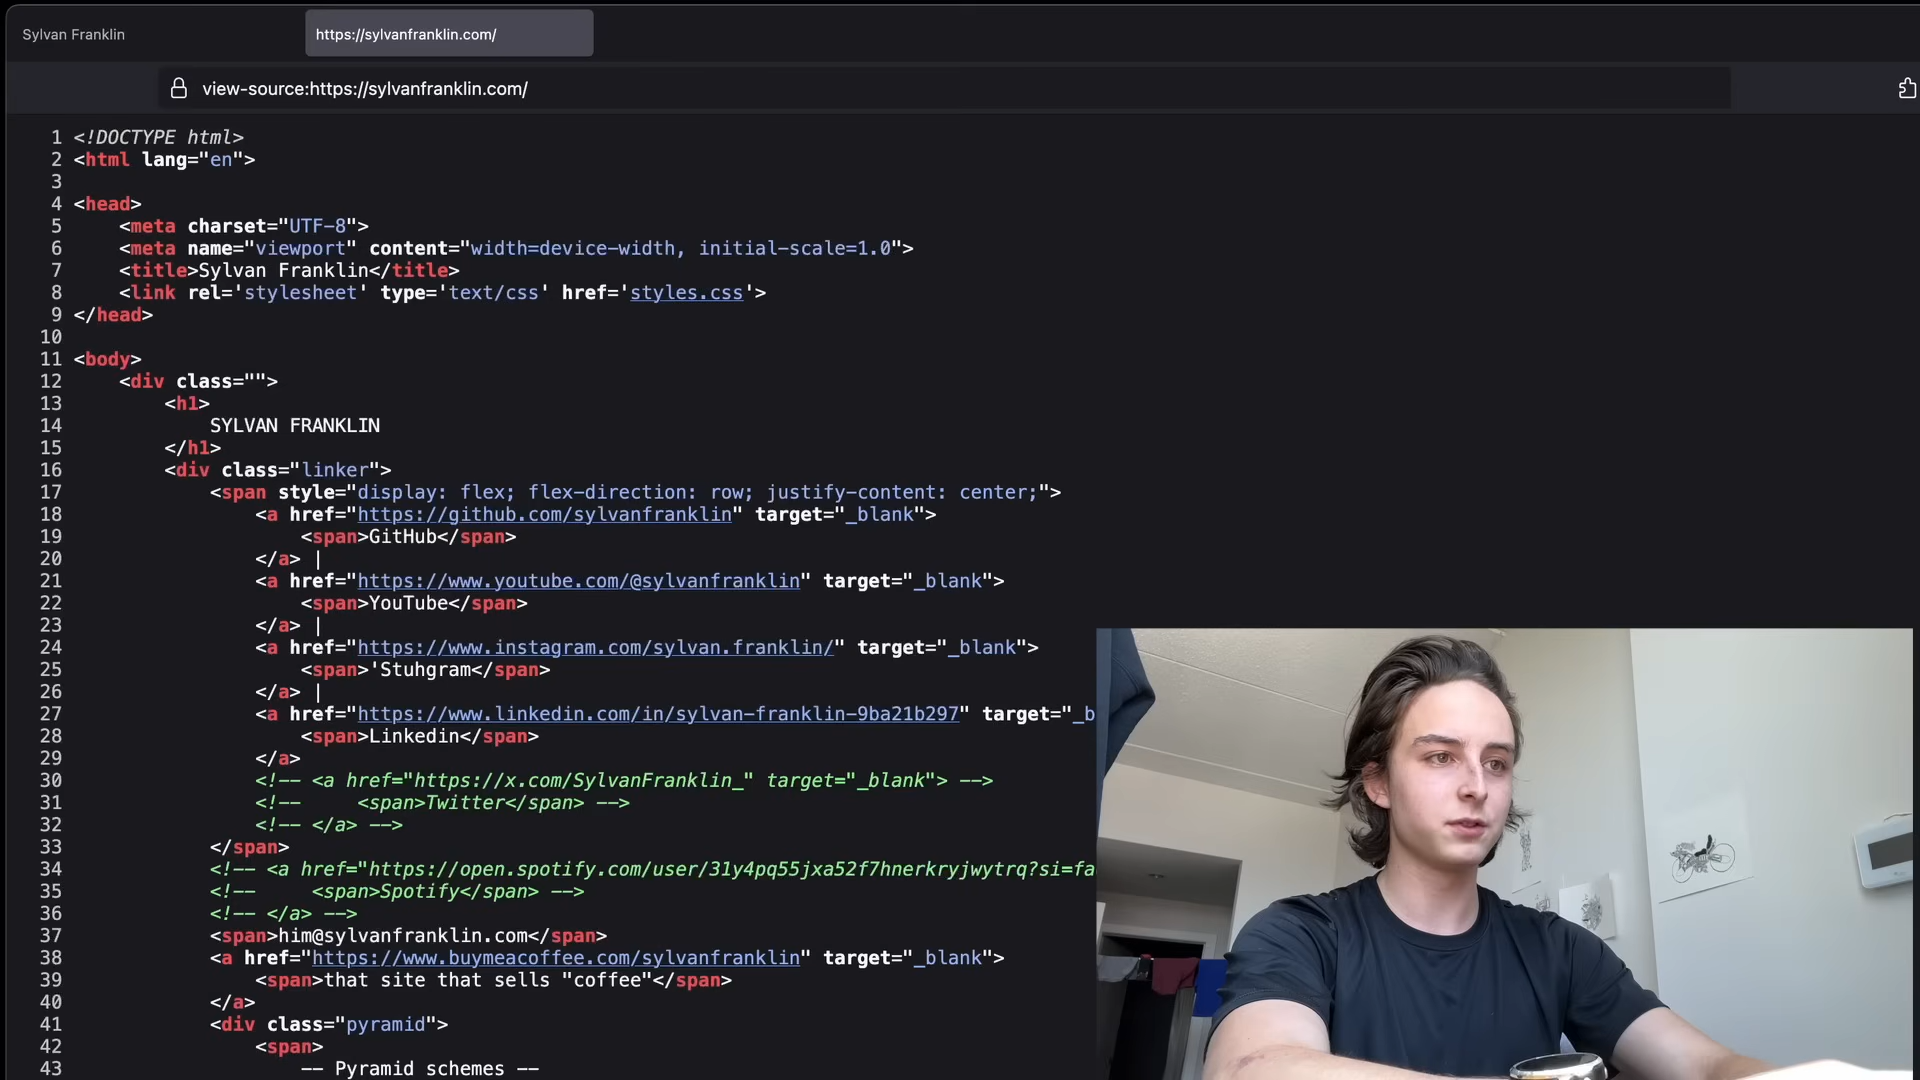 Sylvan Franklin
https://sylvanfranklin.com/
view-source:https://sylvanfranklin.com/
1 <!DOCTYPE html>
2 <html lang="en">
3
4 <head>
5 <meta charset="UTF-8">
6 <meta name="viewport" content="width=device-width, initial-scale=1.0">
7 <title>Sylvan Franklin</title>
8 <link rel='stylesheet' type='text/css' href='styles.css'>
9 </head>
10
11 <body>
12 <div class="">
13 <h1>
14 SYLVAN FRANKLIN
15 </h1>
16 <div class="linker">
17 <span style="display: flex; flex-direction: row; justify-content: center;">
18 <a href="https://github.com/sylvanfranklin" target="_blank">
19 <span>GitHub</span>
20 </a> |
21 <a href="https://www.youtube.com/@sylvanfranklin" target="_blank">
22 <span>YouTube</span>
23 </a> |
24 <a href="https://www.instagram.com/sylvan.franklin/" target="_blank">
25 <span>'Stuhgram</span>
26 </a> |
27 <a href="https://www.linkedin.com/in/sylvan-franklin-9ba21b297" target="_b
28 <span>Linkedin</span>
29 </a>
30 <!-- <a href="https://x.com/SylvanFranklin_" target="_blank"> -->
31 <!-- <span>Twitter</span> -->
32 <!-- </a> -->
33 </span>
34 <!-- <a href="https://open.spotify.com/user/31y4pq55jxa52f7hnerkryjwytrq?si=fa
35 <!-- <span>Spotify</span> -->
36 <!-- </a> -->
37 <span>him@sylvanfranklin.com</span>
38 <a href="https://www.buymeacoffee.com/sylvanfranklin" target="_blank">
39 <span>that site that sells "coffee"</span>
40 </a>
41 <div class="pyramid">
42 <span>
43 -- Pyramid schemes --